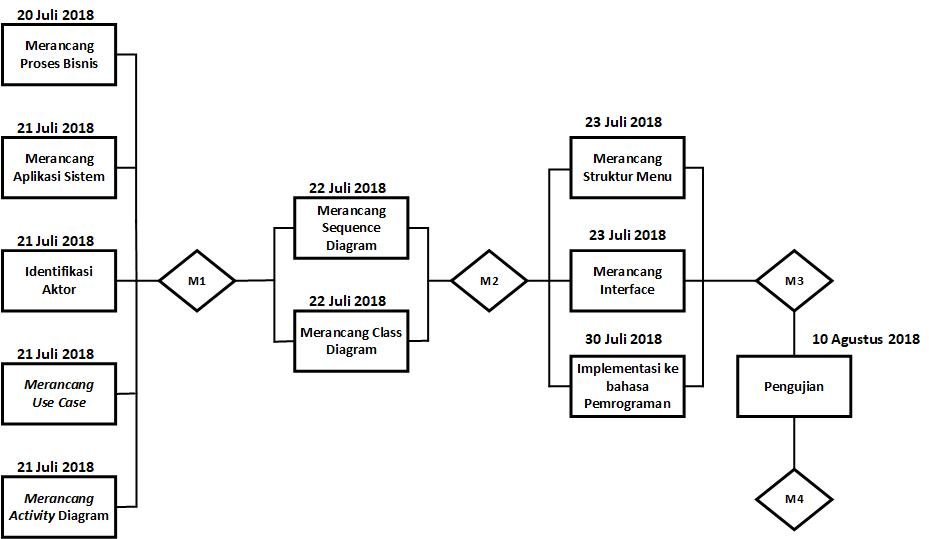 20 Juli 2018
Merancang
Proses Bisnis
21 Juli 2018
Merancang
Aplikasi Sistem
21 Juli 2018
Identifikasi
Aktor
21 Juli 2018
Merancang
Use Case
21 Juli 2018
Merancang
Activity Diagram
M1
22 Juli 2018
Merancang
Sequence
Diagram
22 Juli 2018
Merancang Class
Diagram
M2
23 Juli 2018
Merancang
Struktur Menu
23 Juli 2018
Merancang
Interface
30 Juli 2018
Implementasi ke
bahasa
Pemrograman
M3
10 Agustus 2018
Pengujian
M4